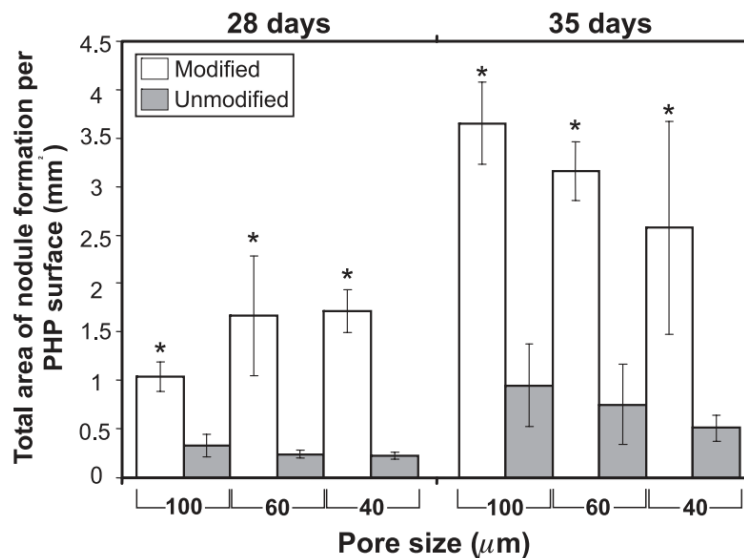 28 days 35 days
Total area of nodule formation per
PHP surface (mm²)
4.5
4
3.5
3
2.5
2
1.5
1
0.5
0
Modified
Unmodified
*
*
*
*
*
*
100 60 40 100 60 40
Pore size (µm)